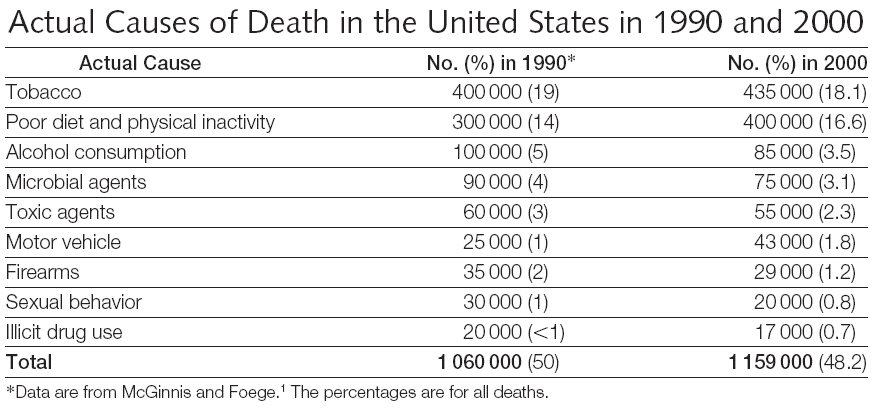 Actual Causes of Death in the United States in 1990 and 2000
Actual Cause No. (%) in 1990* No. (%) in 2000
Tobacco 400 000 (19) 435 000 (18.1)
Poor diet and physical inactivity 300 000 (14) 400 000 (16.6)
Alcohol consumption 100 000 (5) 85 000 (3.5)
Microbial agents 90 000 (4) 75 000 (3.1)
Toxic agents 60 000 (3) 55 000 (2.3)
Motor vehicle 25 000 (1) 43 000 (1.8)
Firearms 35 000 (2) 29 000 (1.2)
Sexual behavior 30 000 (1) 20 000 (0.8)
Illicit drug use 20 000 (<1) 17 000 (0.7)
Total 1 060 000 (50) 1 159 000 (48.2)
*Data are from McGinnis and Foege.¹ The percentages are for all deaths.